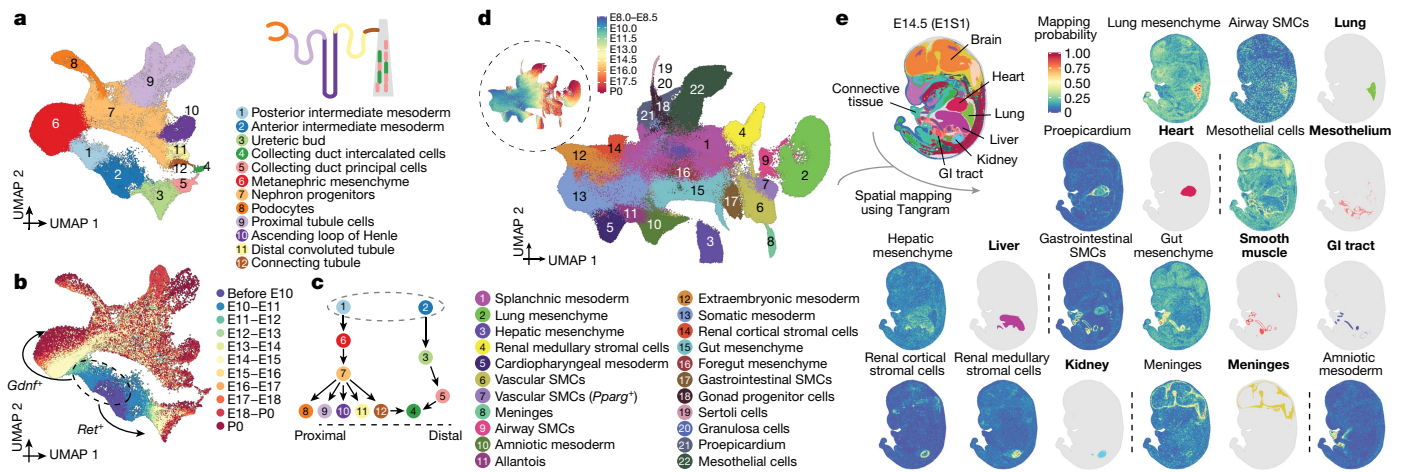 a
8
9
7
10
6
11
12
4
1
5
2
3
UMAP 2
UMAP 1
1 Posterior intermediate mesoderm
2 Anterior intermediate mesoderm
3 Ureteric bud
4 Collecting duct intercalated cells
5 Collecting duct principal cells
6 Metanephric mesenchyme
7 Nephron progenitors
8 Podocytes
9 Proximal tubule cells
10 Ascending loop of Henle
11 Distal convoluted tubule
12 Connecting tubule
b
Gdnf+
Ret+
UMAP 2
UMAP 1
Before E10
E10–E11
E11–E12
E12–E13
E13–E14
E14–E15
E15–E16
E16–E17
E17–E18
E18–P0
P0
c
1 2
6
3
7
5
8 9 10 11 12 4
Proximal Distal
d
E8.0–E8.5
E10.0
E11.5
E13.0
E14.5
E16.0
E17.5
P0
19
20
22
18
21
14
12
1
4
9
2
16
13
15
7
17
6
11
5
10
3
8
UMAP 2
UMAP 1
1 Splanchnic mesoderm
2 Lung mesenchyme
3 Hepatic mesenchyme
4 Renal medullary stromal cells
5 Cardiopharyngeal mesoderm
6 Vascular SMCs
7 Vascular SMCs (Pparg+)
8 Meninges
9 Airway SMCs
10 Amniotic mesoderm
11 Allantois
12 Extraembryonic mesoderm
13 Somatic mesoderm
14 Renal cortical stromal cells
15 Gut mesenchyme
16 Foregut mesenchyme
17 Gastrointestinal SMCs
18 Gonad progenitor cells
19 Sertoli cells
20 Granulosa cells
21 Proepicardium
22 Mesothelial cells
e
E14.5 (E1S1)
Brain
Heart
Connective
tissue
Lung
Liver
Kidney
GI tract
Spatial mapping
using Tangram
Mapping
probability
1.00
0.75
0.50
0.25
0
Lung mesenchyme Airway SMCs Lung
Proepicardium Heart Mesothelial cells Mesothelium
Hepatic
mesenchyme
Liver
Gastrointestinal
SMCs
Gut
mesenchyme
Smooth
muscle
GI tract
Renal cortical
stromal cells
Renal medullary
stromal cells
Kidney
Meninges
Meninges
Amniotic
mesoderm